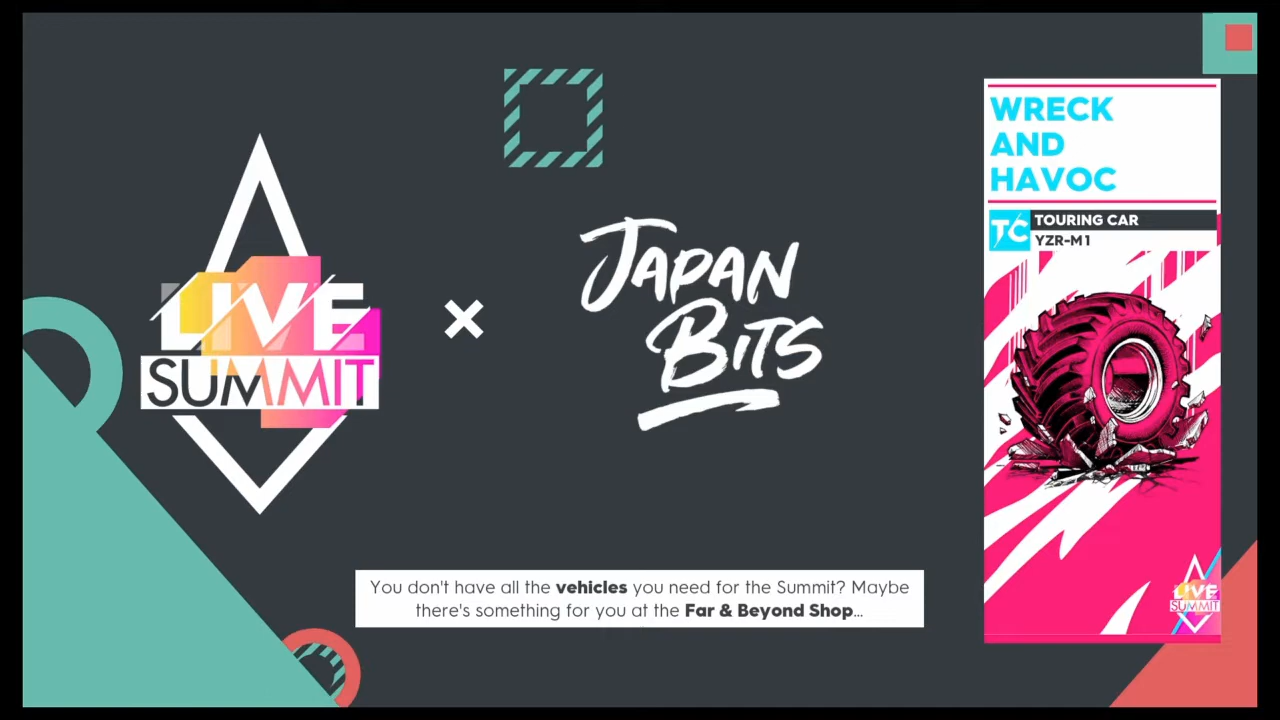 LIVE
SUMMIT
×
JAPAN
BITS
WRECK
AND
HAVOC
TC
TOURING CAR
YZR-M1
LIVE
SUMMIT
You don't have all the vehicles you need for the Summit? Maybe
there's something for you at the Far & Beyond Shop...